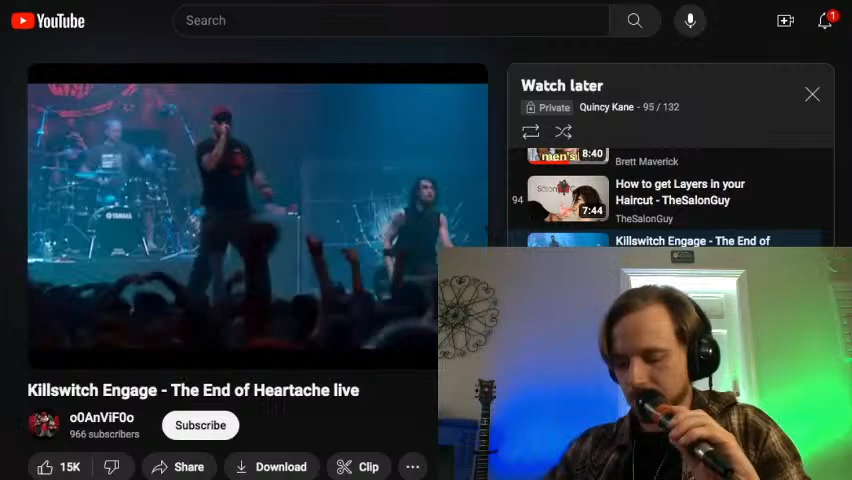 YouTube
Search
1
Watch later
Private Quincy Kane - 95 / 132
men's
8:40
Brett Maverick
94
7:44
How to get Layers in your
Haircut - TheSalonGuy
TheSalonGuy
Killswitch Engage - The End of
YAMAHA
Killswitch Engage - The End of Heartache live
o0AnViF0o
966 subscribers
Subscribe
15K
Share
Download
Clip